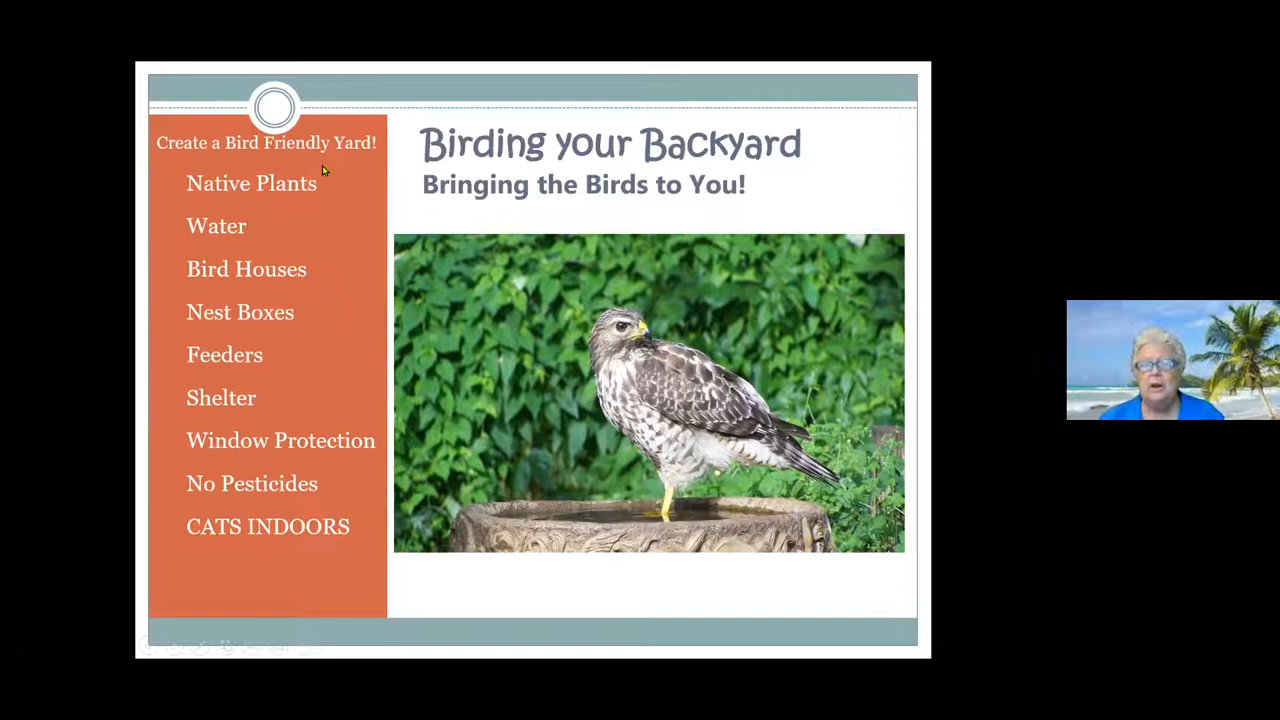 Create a Bird Friendly Yard!
Native Plants
Water
Bird Houses
Nest Boxes
Feeders
Shelter
Window Protection
No Pesticides
CATS INDOORS
Birding your Backyard
Bringing the Birds to You!